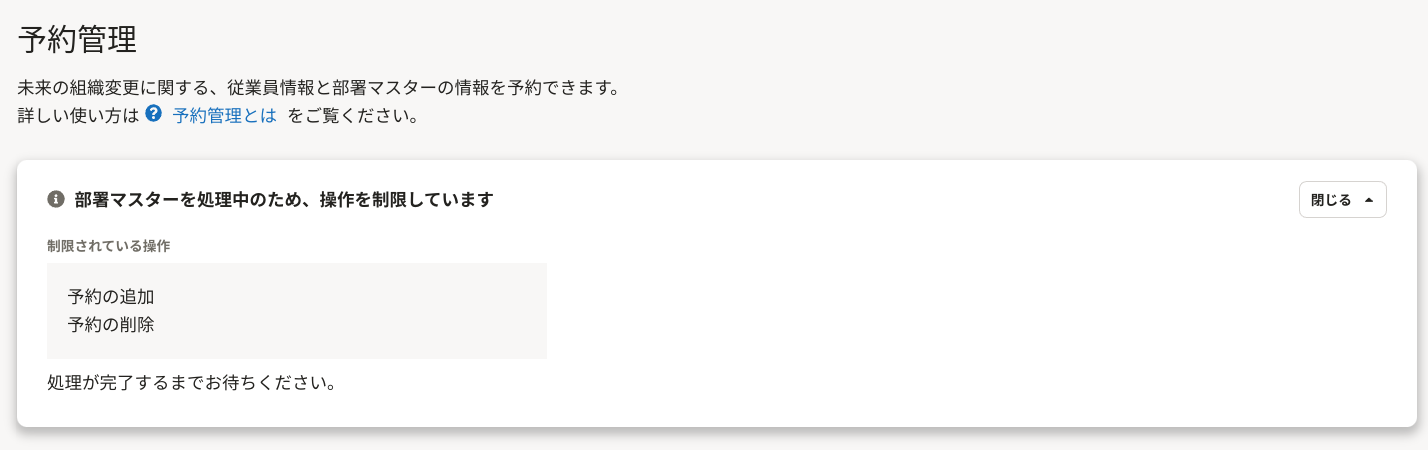 予約管理
未来の組織変更に関する、従業員情報と部署マスターの情報を予約できます。
詳しい使い方は 予約管理とは をご覧ください。
部署マスターを処理中のため、操作を制限しています
閉じる
制限されている操作
予約の追加
予約の削除
処理が完了するまでお待ちください。